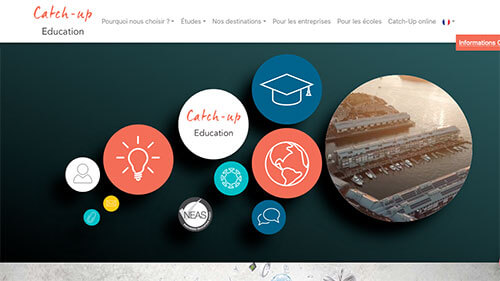 Catch-up
Education
Pourquoi nous choisir ?
Études
Nos destinations
Pour les entreprises
Pour les écoles
Catch-Up online
Informations C
Catch-up
Education
NEAS